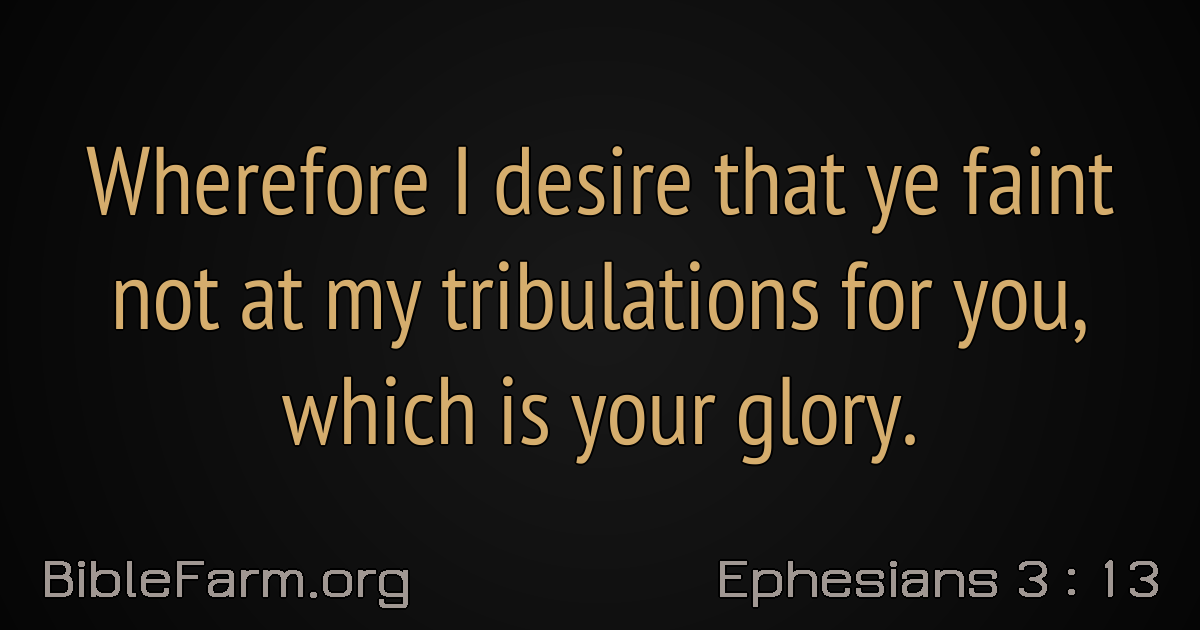 Wherefore I desire that ye faint
not at my tribulations for you,
which is your glory.
BibleFarm.org
Ephesians 3 : 13